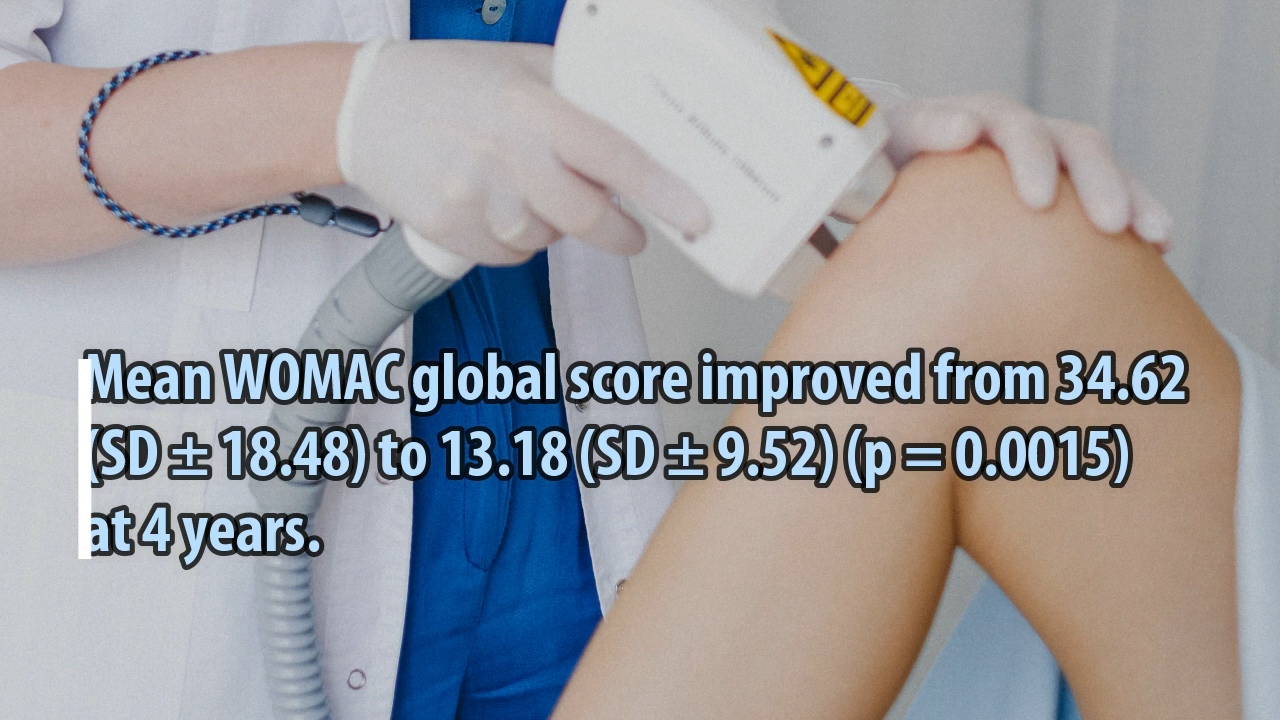 Mean WOMAC global score improved from 34.62
(SD ± 18.48) to 13.18 (SD ± 9.52) (p = 0.0015)
at 4 years.